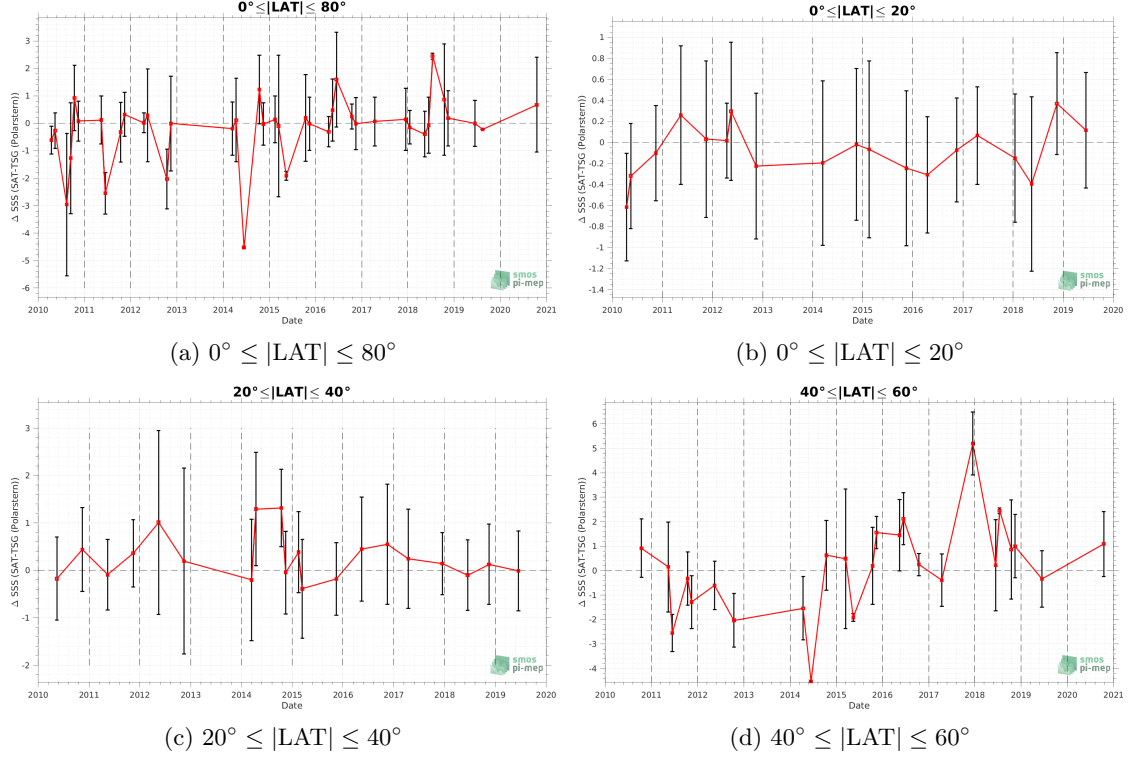 0°≤|LAT|≤ 80°
3
2
1
0
-1
-2
-3
-4
-5
-6
Δ SSS (SAT-TSG (Polarstern))
2010 2011 2012 2013 2014 2015 2016 2017 2018 2019 2020 2021
Date
smos
pi-mep
(a) 0° ≤ |LAT| ≤ 80°
0°≤|LAT|≤ 20°
1
0.8
0.6
0.4
0.2
0
-0.2
-0.4
-0.6
-0.8
-1
-1.2
-1.4
Δ SSS (SAT-TSG (Polarstern))
2010 2011 2012 2013 2014 2015 2016 2017 2018 2019 2020
Date
smos
pi-mep
(b) 0° ≤ |LAT| ≤ 20°
20°≤|LAT|≤ 40°
3
2
1
0
-1
-2
Δ SSS (SAT-TSG (Polarstern))
2010 2011 2012 2013 2014 2015 2016 2017 2018 2019 2020
Date
smos
pi-mep
(c) 20° ≤ |LAT| ≤ 40°
40°≤|LAT|≤ 60°
6
5
4
3
2
1
0
-1
-2
-3
-4
Δ SSS (SAT-TSG (Polarstern))
2010 2011 2012 2013 2014 2015 2016 2017 2018 2019 2020 2021
Date
smos
pi-mep
(d) 40° ≤ |LAT| ≤ 60°